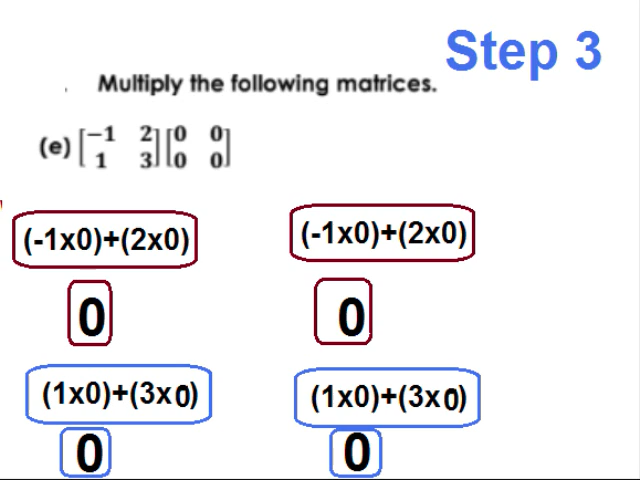 Step 3
Multiply the following matrices.
(e) [-1 2] [0 0]
[1 3] [0 0]
(-1x0)+(2x0) (-1x0)+(2x0)
0 0
(1x0)+(3x0) (1x0)+(3x0)
0 0